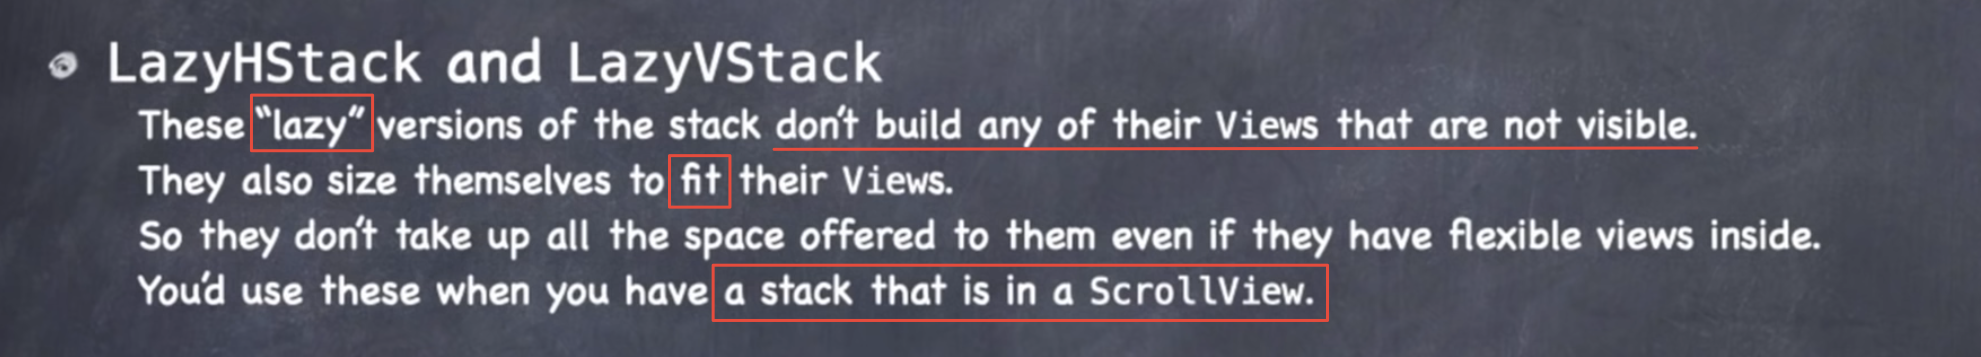 LazyHStack and LazyVStack
These “lazy” versions of the stack don't build any of their Views that are not visible.
They also size themselves to fit their Views.
So they don't take up all the space offered to them even if they have flexible views inside.
You'd use these when you have a stack that is in a ScrollView.